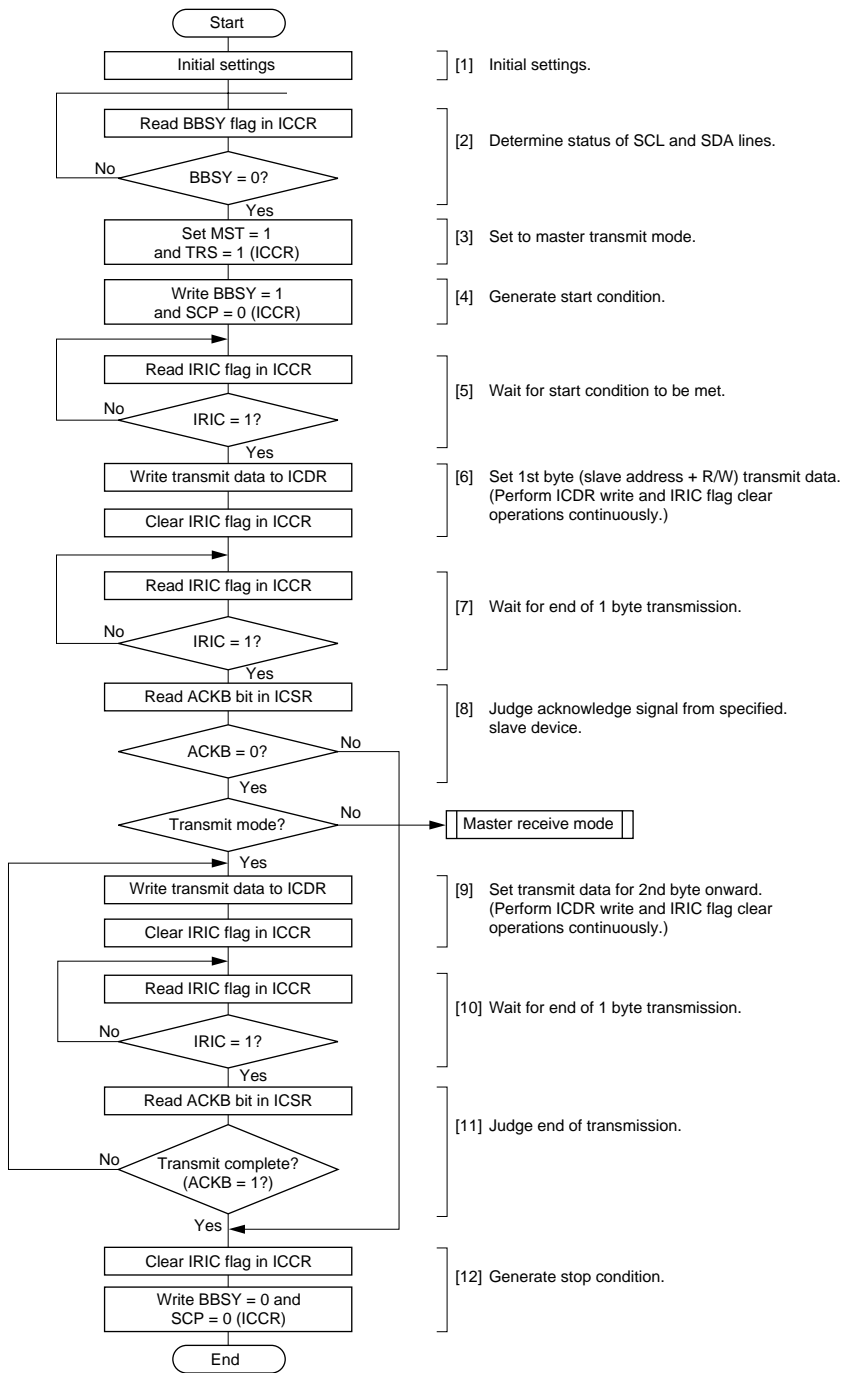 Start
Initial settings
[1] Initial settings.
Read BBSY flag in ICCR
[2] Determine status of SCL and SDA lines.
No
BBSY = 0?
Yes
Set MST = 1
and TRS = 1 (ICCR)
[3] Set to master transmit mode.
Write BBSY = 1
and SCP = 0 (ICCR)
[4] Generate start condition.
Read IRIC flag in ICCR
[5] Wait for start condition to be met.
No
IRIC = 1?
Yes
Write transmit data to ICDR
[6] Set 1st byte (slave address + R/W) transmit data.
(Perform ICDR write and IRIC flag clear
operations continuously.)
Clear IRIC flag in ICCR
Read IRIC flag in ICCR
[7] Wait for end of 1 byte transmission.
No
IRIC = 1?
Yes
Read ACKB bit in ICSR
[8] Judge acknowledge signal from specified.
slave device.
ACKB = 0?
No
Yes
Transmit mode?
No
Master receive mode
Yes
Write transmit data to ICDR
[9] Set transmit data for 2nd byte onward.
(Perform ICDR write and IRIC flag clear
operations continuously.)
Clear IRIC flag in ICCR
Read IRIC flag in ICCR
[10] Wait for end of 1 byte transmission.
No
IRIC = 1?
Yes
Read ACKB bit in ICSR
[11] Judge end of transmission.
No
Transmit complete?
(ACKB = 1?)
Yes
Clear IRIC flag in ICCR
[12] Generate stop condition.
Write BBSY = 0 and
SCP = 0 (ICCR)
End